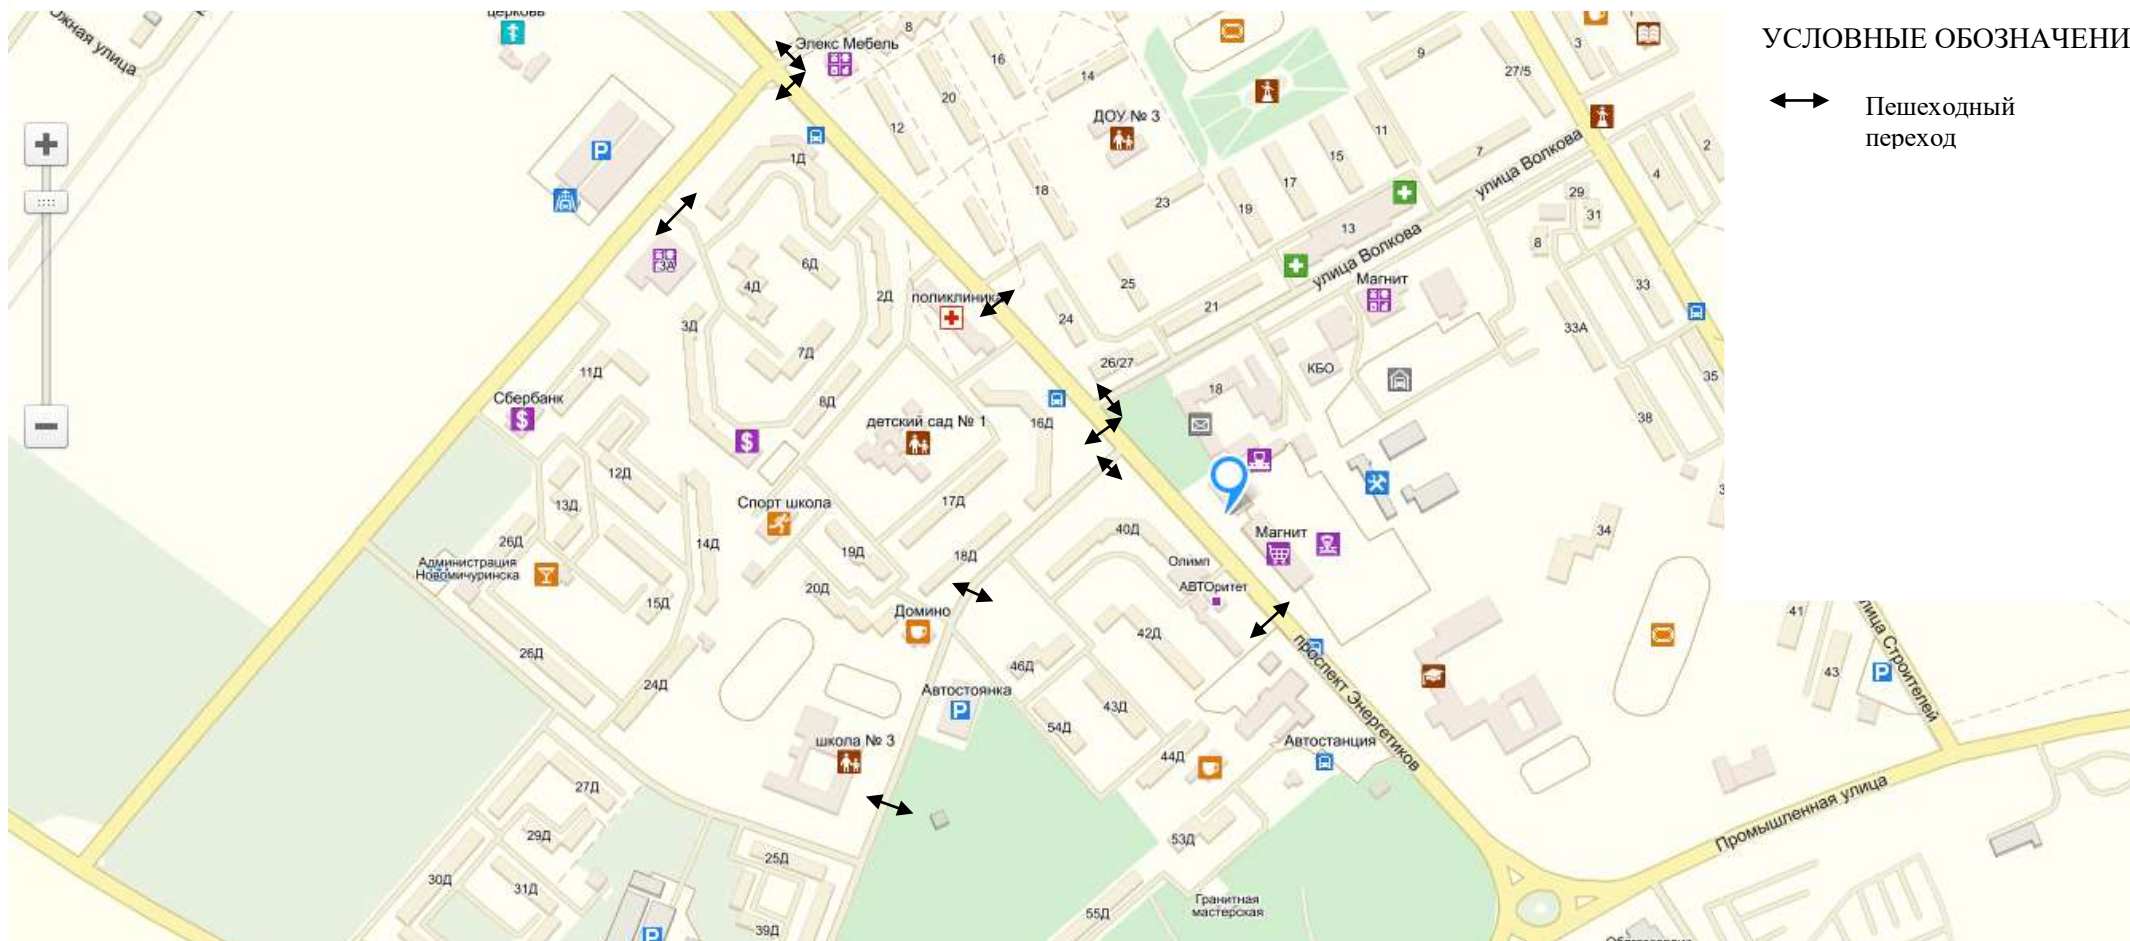 церковь
Южная улица
Элекс Мебель
8
16
14
20
12
ДОУ № 3
9
27/5
3
11
15
7
улица Волкова
2
4
УСЛОВНЫЕ ОБОЗНАЧЕНИ
Пешеходный
переход
1Д
18
23
17
19
13
29
31
8
улица Волкова
3А
6Д
4Д
2Д
поликлиника
25
24
21
Магнит
33
33А
3Д
7Д
11Д
26/27
КБО
18
35
Сбербанк
8Д
детский сад № 1
16Д
38
12Д
13Д
Спорт школа
17Д
14Д
26Д
19Д
18Д
40Д
Магнит
34
Администрация
Новомичуринска
Олимп
АВТОритет
20Д
15Д
Домино
42Д
41
26Д
24Д
46Д
43
проспект Энергетиков
улица Строителей
Автостоянка
43Д
54Д
школа № 3
Автостанция
44Д
27Д
29Д
53Д
Промышленная улица
25Д
30Д
31Д
55Д
Гранитная
мастерская
39Д